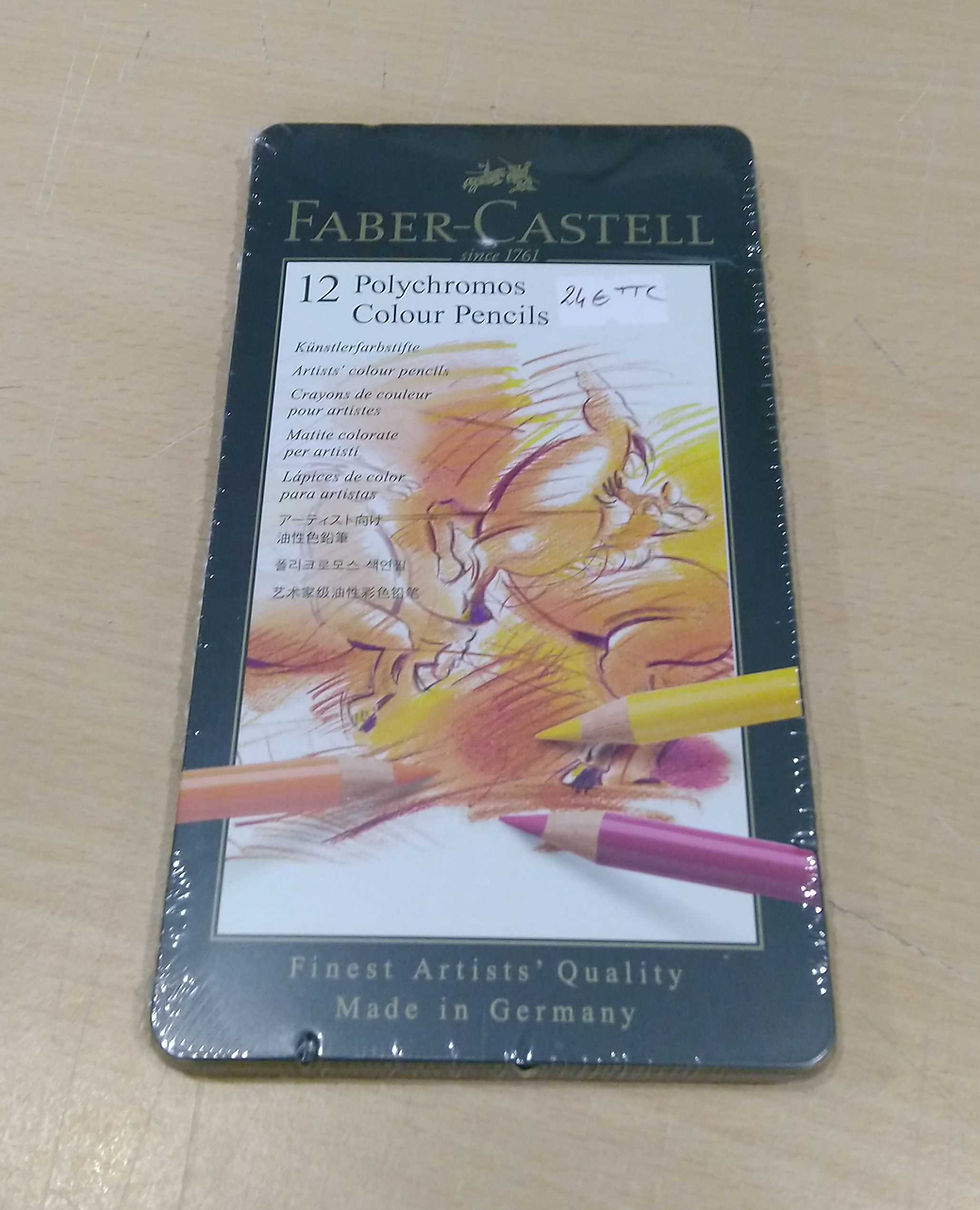 FABER-CASTELL
since 1761
12 Polychromos
Colour Pencils
24 € TTC
Künstlerfarbstifte
Artists' colour pencils
Crayons de couleur
pour artistes
Matite colorate
per artisti
Lápices de color
para artistas
アーティスト向け
油性色鉛筆
폴리크로모스 색연필
艺术家级油性彩色铅笔
Finest Artists' Quality
Made in Germany